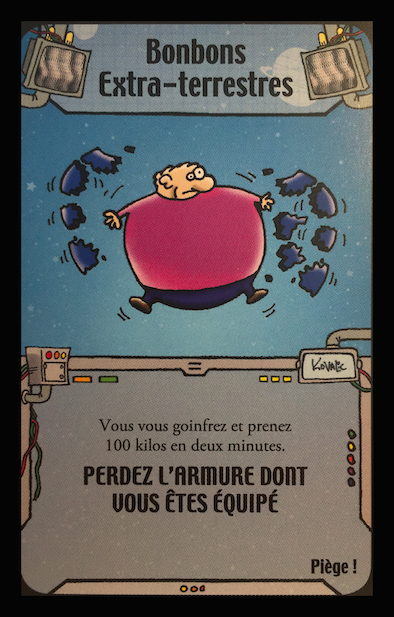 Bonbons
Extra-terrestres
KOVALIC
Vous vous goinfrez et prenez
100 kilos en deux minutes.
PERDEZ L'ARMURE DONT
VOUS ÊTES ÉQUIPÉ
Piège !